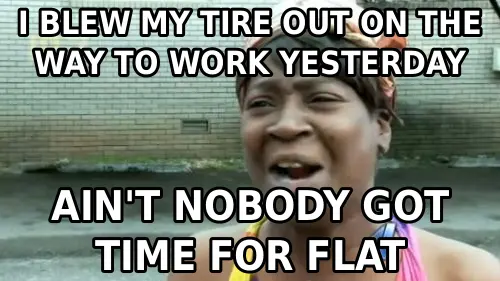 I BLEW MY TIRE OUT ON THE
WAY TO WORK YESTERDAY
AIN'T NOBODY GOT
TIME FOR FLAT